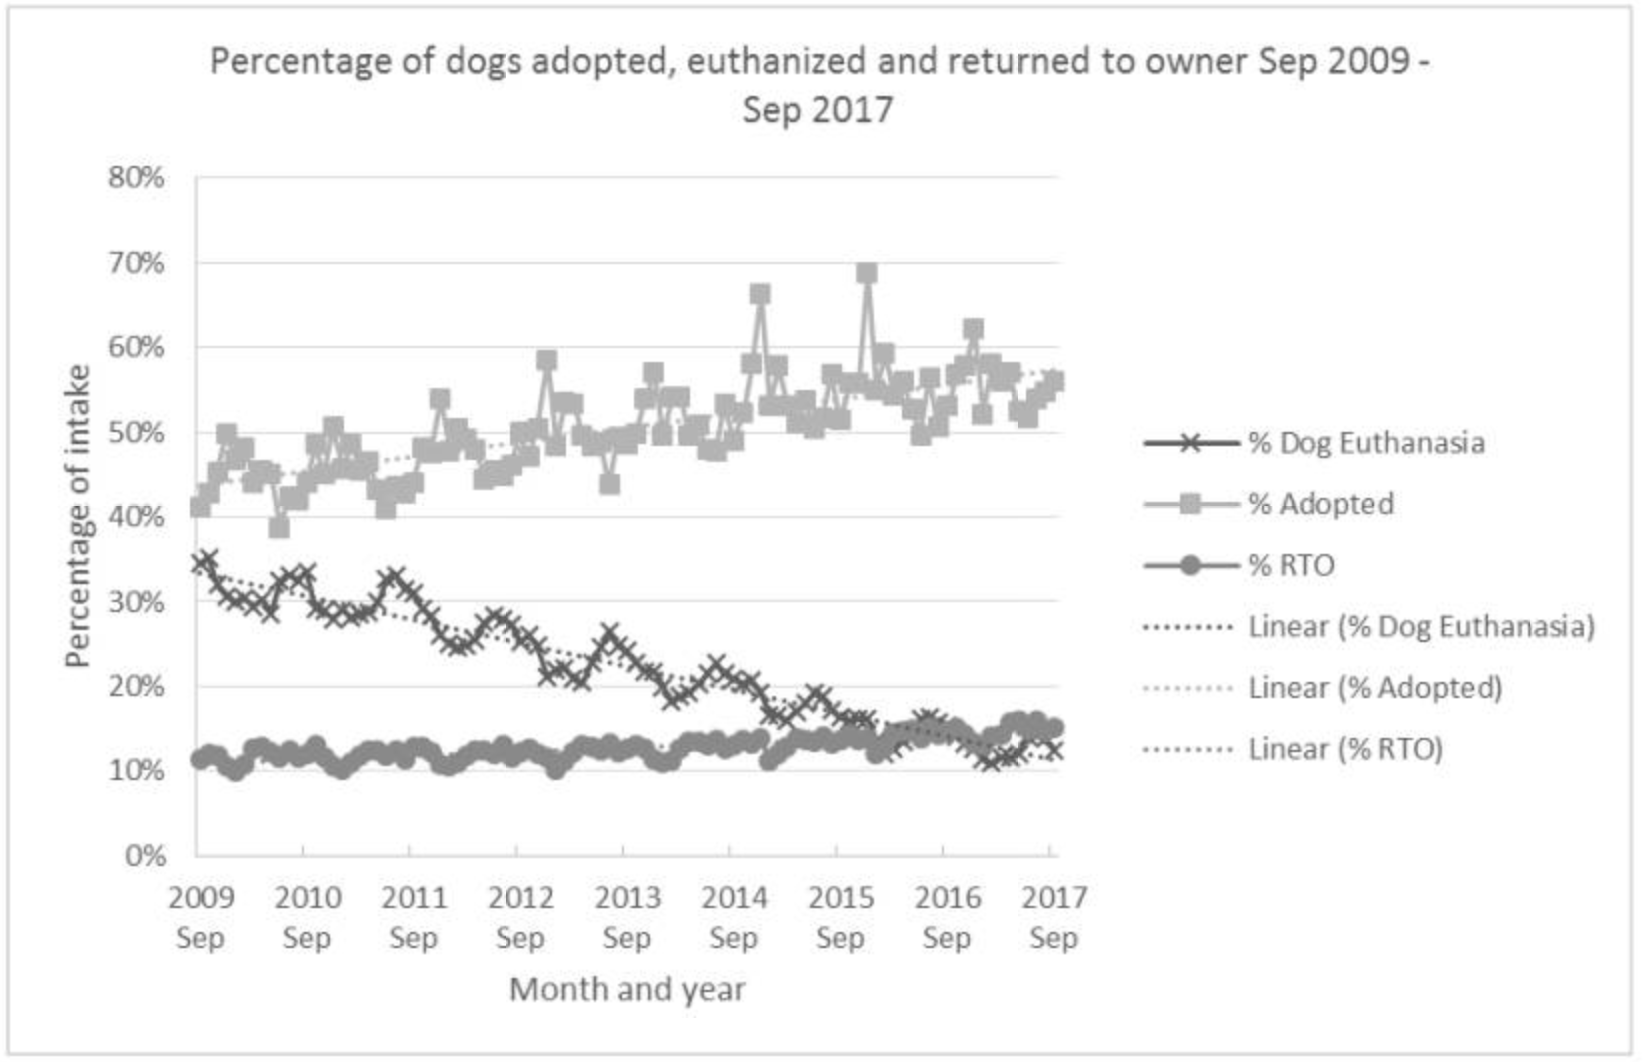 Percentage of dogs adopted, euthanized and returned to owner Sep 2009 -
Sep 2017
80%
70%
60%
50%
40%
30%
20%
10%
0%
Percentage of intake
2009 2010 2011 2012 2013 2014 2015 2016 2017
Sep Sep Sep Sep Sep Sep Sep Sep Sep
Month and year
% Dog Euthanasia
% Adopted
% RTO
Linear (% Dog Euthanasia)
Linear (% Adopted)
Linear (% RTO)